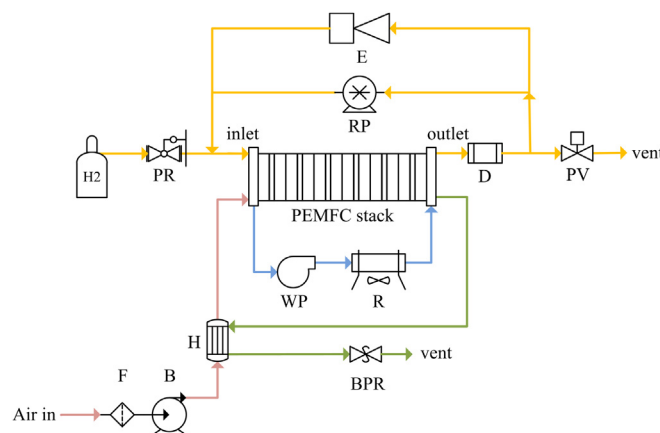 E
RP
inlet
outlet
H2
PR
D
PV
vent
PEMFC stack
WP
R
H
BPR
vent
F
B
Air in